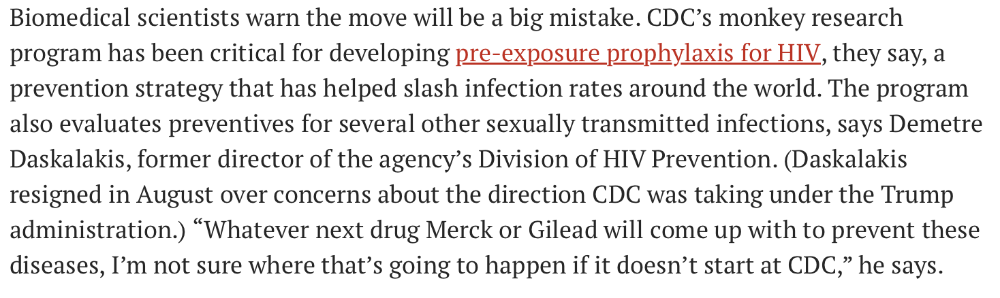 Biomedical scientists warn the move will be a big mistake. CDC’s monkey research
program has been critical for developing pre-exposure prophylaxis for HIV, they say, a
prevention strategy that has helped slash infection rates around the world. The program
also evaluates preventives for several other sexually transmitted infections, says Demetre
Daskalakis, former director of the agency’s Division of HIV Prevention. (Daskalakis
resigned in August over concerns about the direction CDC was taking under the Trump
administration.) “Whatever next drug Merck or Gilead will come up with to prevent these
diseases, I’m not sure where that’s going to happen if it doesn’t start at CDC,” he says.